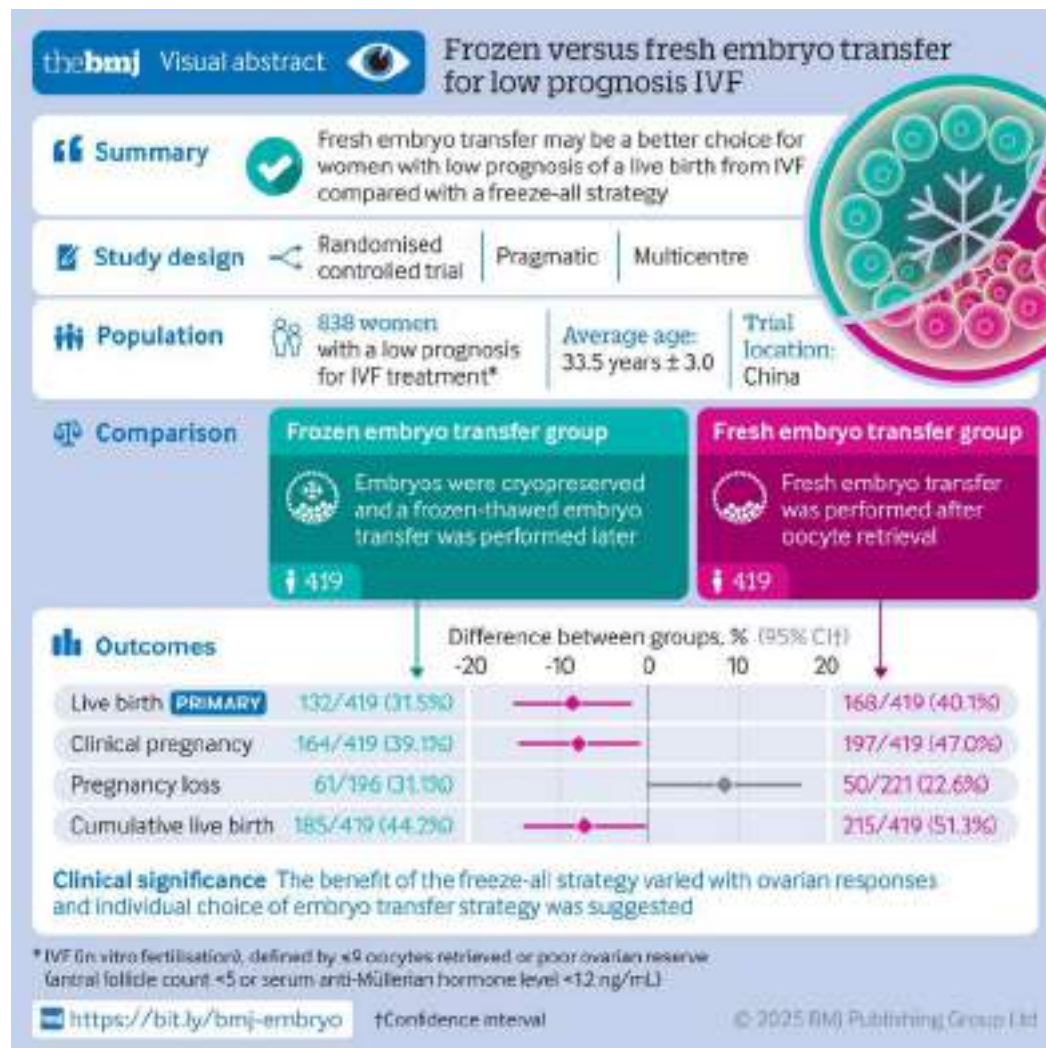 thebmj Visual abstract
Frozen versus fresh embryo transfer
for low prognosis IVF
Summary
Fresh embryo transfer may be a better choice for
women with low prognosis of a live birth from IVF
compared with a freeze-all strategy
Study design
Randomised
controlled trial
Pragmatic
Multicentre
Population
838 women
with a low prognosis
for IVF treatment*
Average age:
33.5 years ± 3.0
Trial
location:
China
Comparison
Frozen embryo transfer group
Embryos were cryopreserved
and a frozen-thawed embryo
transfer was performed later
419
Fresh embryo transfer group
Fresh embryo transfer
was performed after
oocyte retrieval
419
Outcomes
Difference between groups, % (95% CI†)
-20 -10 0 10 20
Live birth PRIMARY 132/419 (31.5%) 168/419 (40.1%)
Clinical pregnancy 164/419 (39.1%) 197/419 (47.0%)
Pregnancy loss 61/196 (31.1%) 50/221 (22.6%)
Cumulative live birth 185/419 (44.2%) 215/419 (51.3%)
Clinical significance The benefit of the freeze-all strategy varied with ovarian responses
and individual choice of embryo transfer strategy was suggested
* IVF (in vitro fertilisation), defined by ≤9 oocytes retrieved or poor ovarian reserve
(antral follicle count <5 or serum anti-Müllerian hormone level <1.2 ng/mL)
https://bit.ly/bmj-embryo
†Confidence interval
© 2025 BMJ Publishing Group Ltd